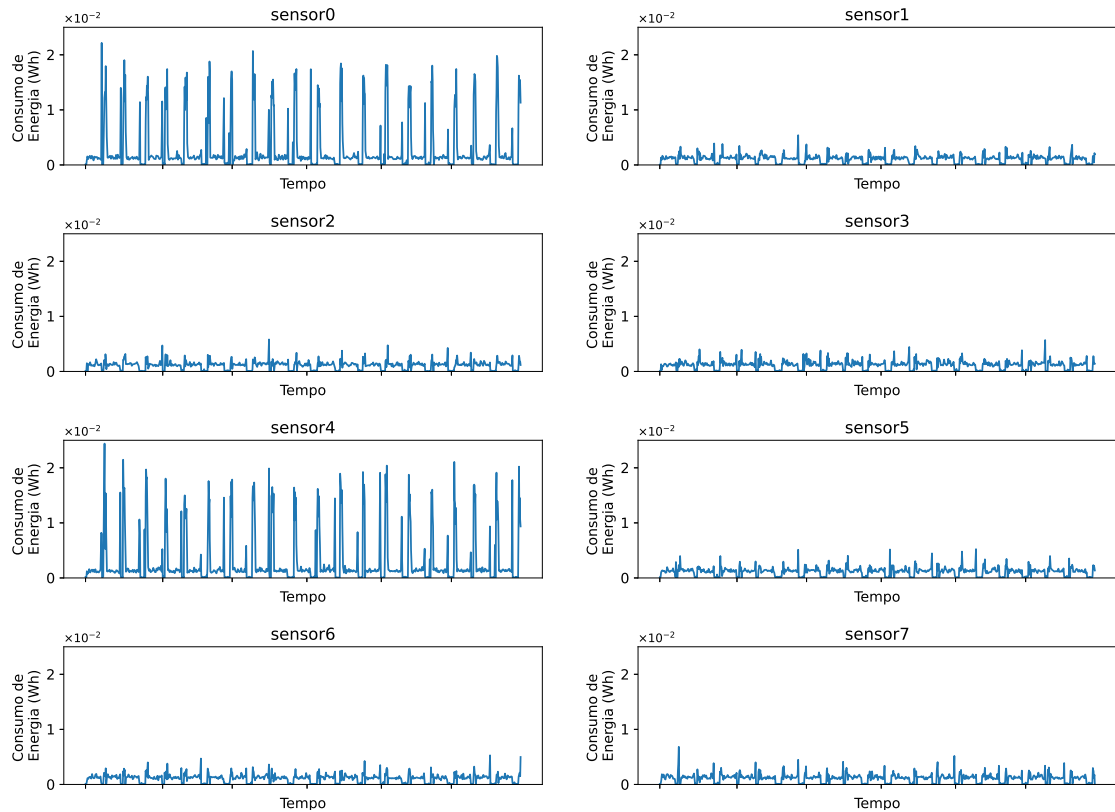 sensor0
×10⁻²
Consumo de
Energia (Wh)
2
1
0
Tempo
sensor1
×10⁻²
Consumo de
Energia (Wh)
2
1
0
Tempo
sensor2
×10⁻²
Consumo de
Energia (Wh)
2
1
0
Tempo
sensor3
×10⁻²
Consumo de
Energia (Wh)
2
1
0
Tempo
sensor4
×10⁻²
Consumo de
Energia (Wh)
2
1
0
Tempo
sensor5
×10⁻²
Consumo de
Energia (Wh)
2
1
0
Tempo
sensor6
×10⁻²
Consumo de
Energia (Wh)
2
1
0
Tempo
sensor7
×10⁻²
Consumo de
Energia (Wh)
2
1
0
Tempo